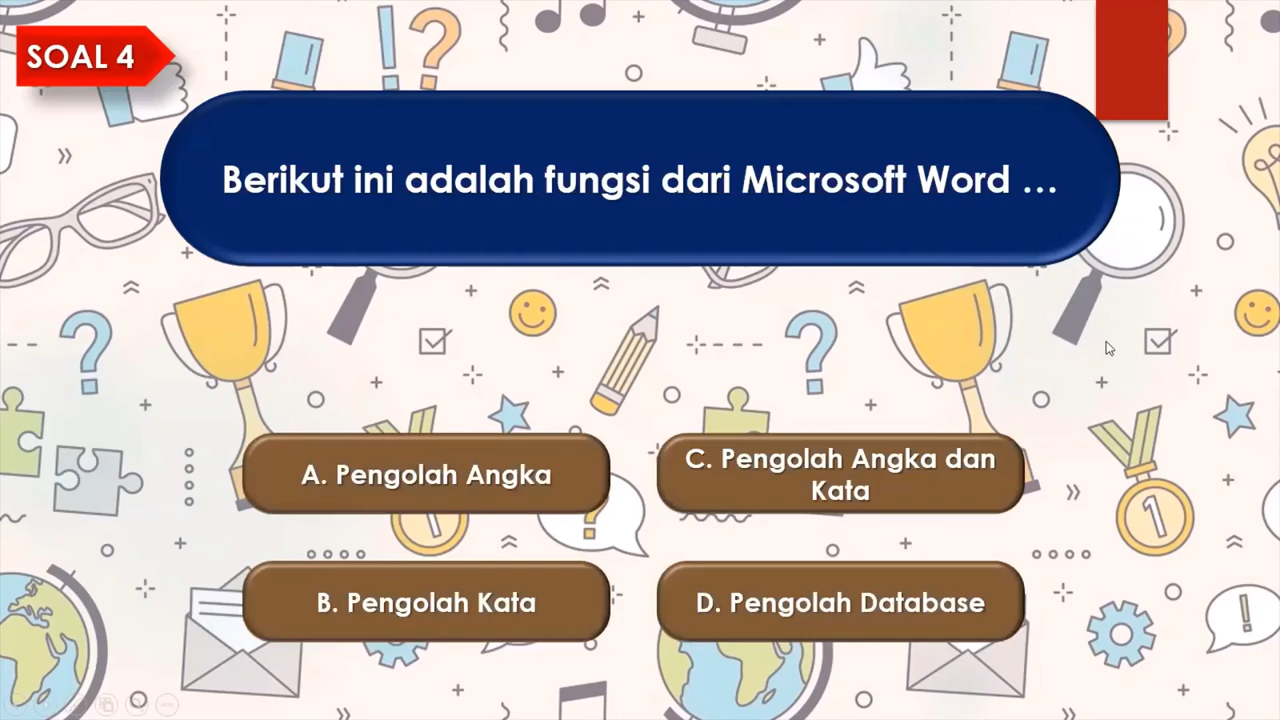 SOAL 4
Berikut ini adalah fungsi dari Microsoft Word ...
A. Pengolah Angka
C. Pengolah Angka dan
Kata
B. Pengolah Kata
D. Pengolah Database